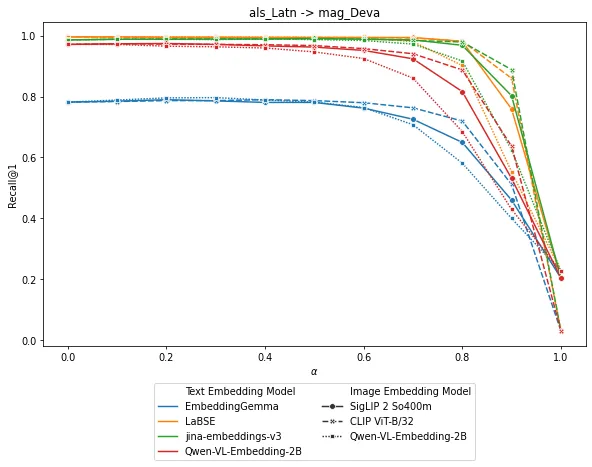 als_Latn -> mag_Deva
Recall@1
1.0
0.8
0.6
0.4
0.2
0.0
0.0 0.2 0.4 0.6 0.8 1.0
α
Text Embedding Model
EmbeddingGemma
LaBSE
jina-embeddings-v3
Qwen-VL-Embedding-2B
Image Embedding Model
SigLIP 2 So400m
CLIP ViT-B/32
Qwen-VL-Embedding-2B